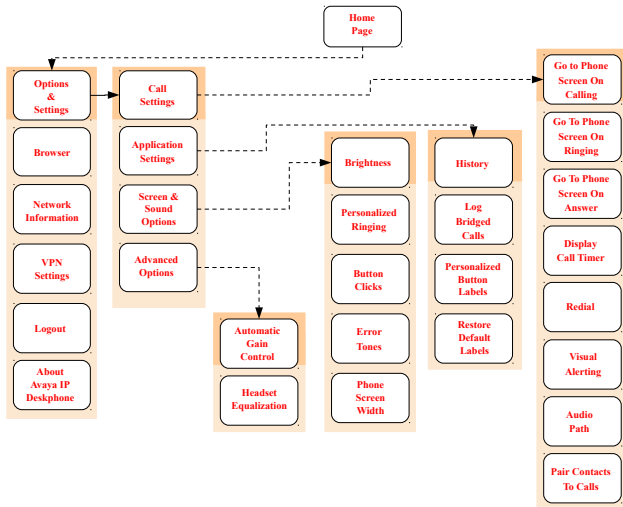 Home
Page
Options
&
Settings
Browser
Network
Information
VPN
Settings
Logout
About
Avaya IP
Deskphone
Call
Settings
Application
Settings
Screen &
Sound
Options
Advanced
Options
Automatic
Gain
Control
Headset
Equalization
Brightness
Personalized
Ringing
Button
Clicks
Error
Tones
Phone
Screen
Width
History
Log
Bridged
Calls
Personalized
Button
Labels
Restore
Default
Labels
Go to Phone
Screen On
Calling
Go To Phone
Screen On
Ringing
Go To Phone
Screen On
Answer
Display
Call Timer
Redial
Visual
Alerting
Audio
Path
Pair Contacts
To Calls